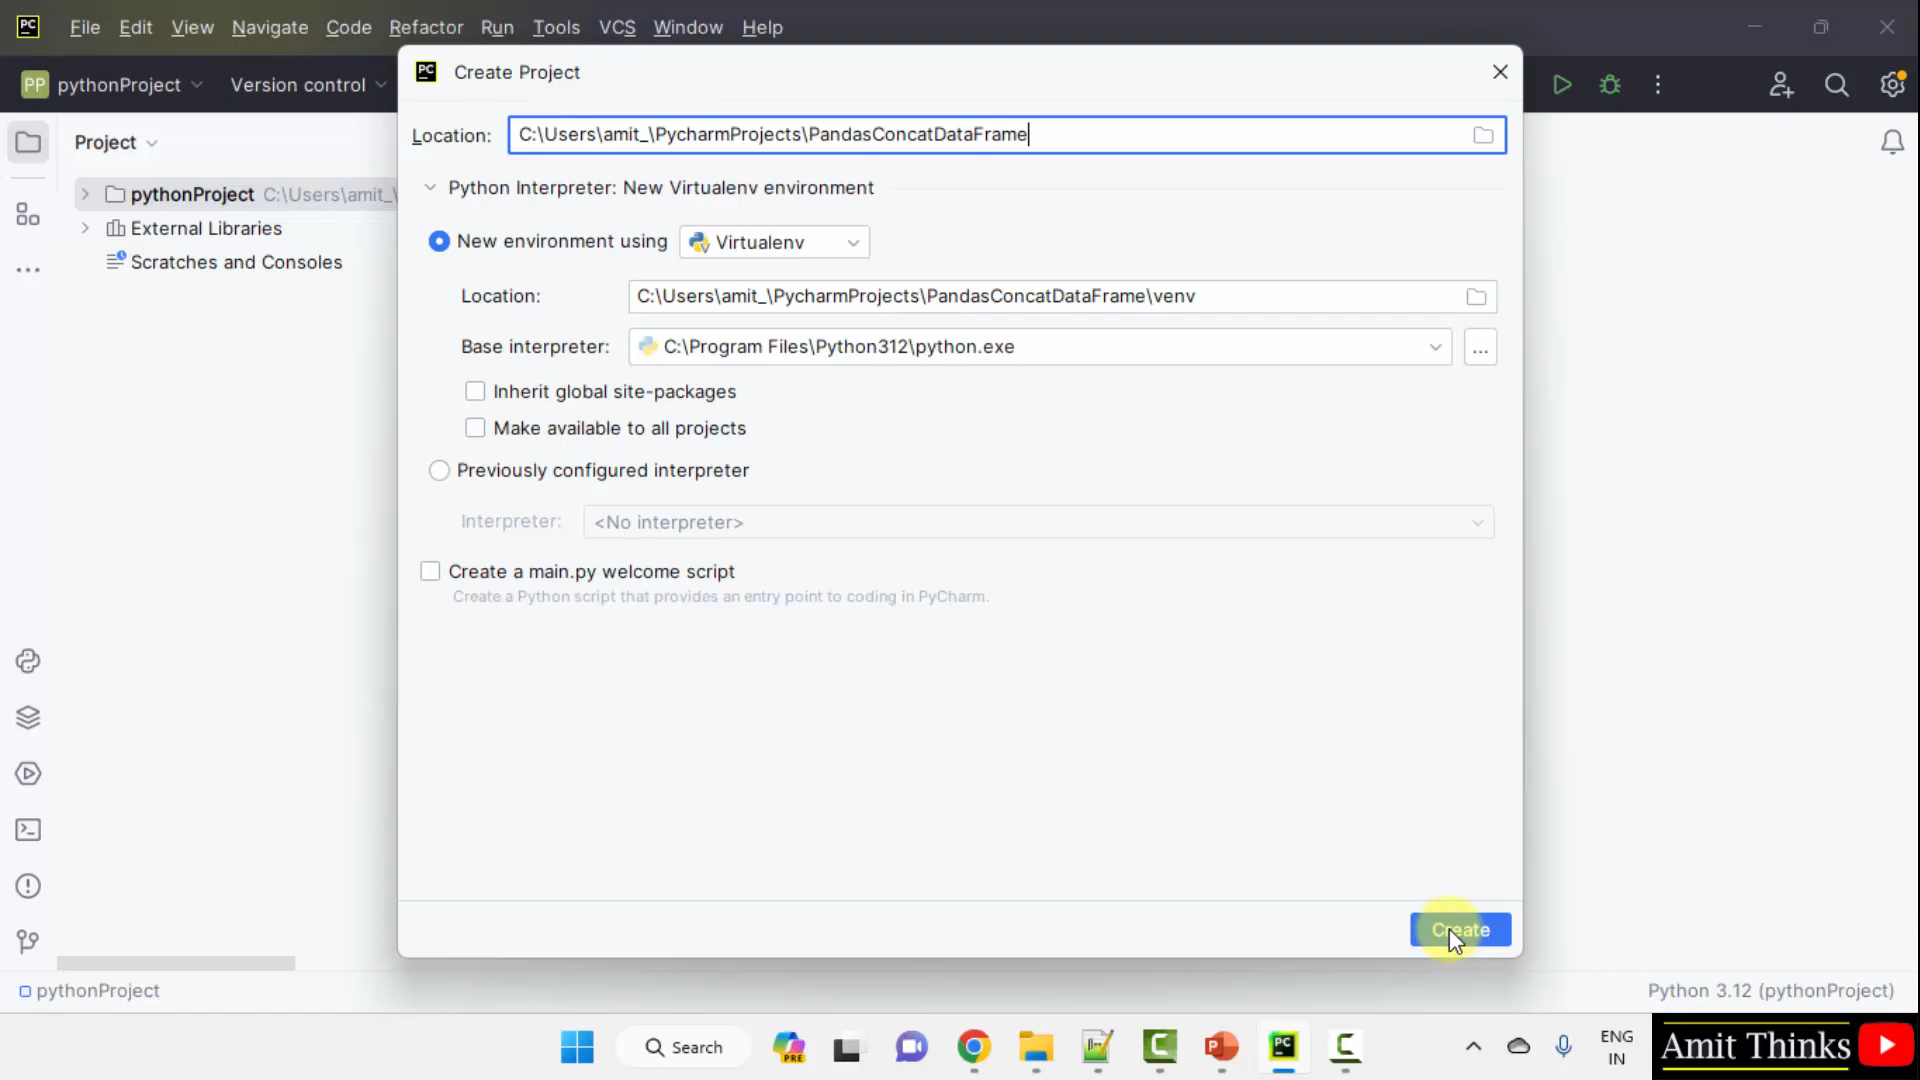 PC File Edit View Navigate Code Refactor Run Tools VCS Window Help
PP pythonProject Version control
PC Create Project
Location: C:\Users\amit_\PycharmProjects\PandasConcatDataFrame
Project
Python Interpreter: New Virtualenv environment
pythonProject C:\Users\amit_\
External Libraries
New environment using Virtualenv
Scratches and Consoles
Location: C:\Users\amit_\PycharmProjects\PandasConcatDataFrame\venv
Base interpreter: C:\Program Files\Python312\python.exe ...
Inherit global site-packages
Make available to all projects
Previously configured interpreter
Interpreter: <No interpreter>
Create a main.py welcome script
Create a Python script that provides an entry point to coding in PyCharm.
Create
pythonProject Python 3.12 (pythonProject)
Search PRE PC ENG
IN
Amit Thinks